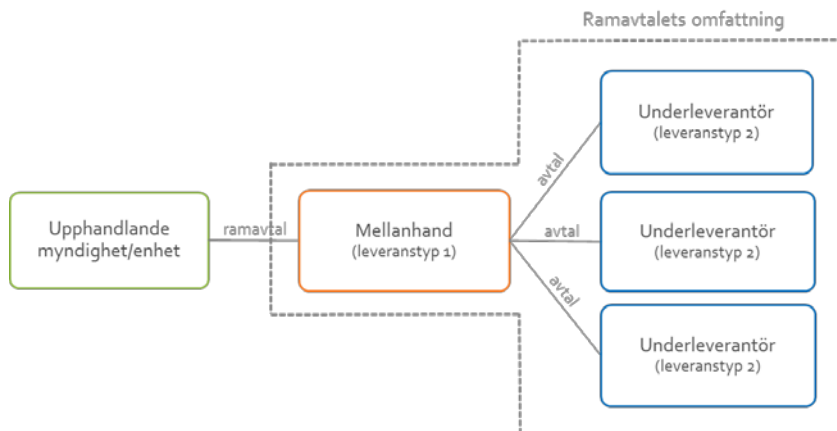 Ramavtalets omfattning
Underleverantör
(leveranstyp 2)
avtal
Upphandlande
myndighet/enhet
ramavtal
Mellanhand
(leveranstyp 1)
avtal
Underleverantör
(leveranstyp 2)
avtal
Underleverantör
(leveranstyp 2)